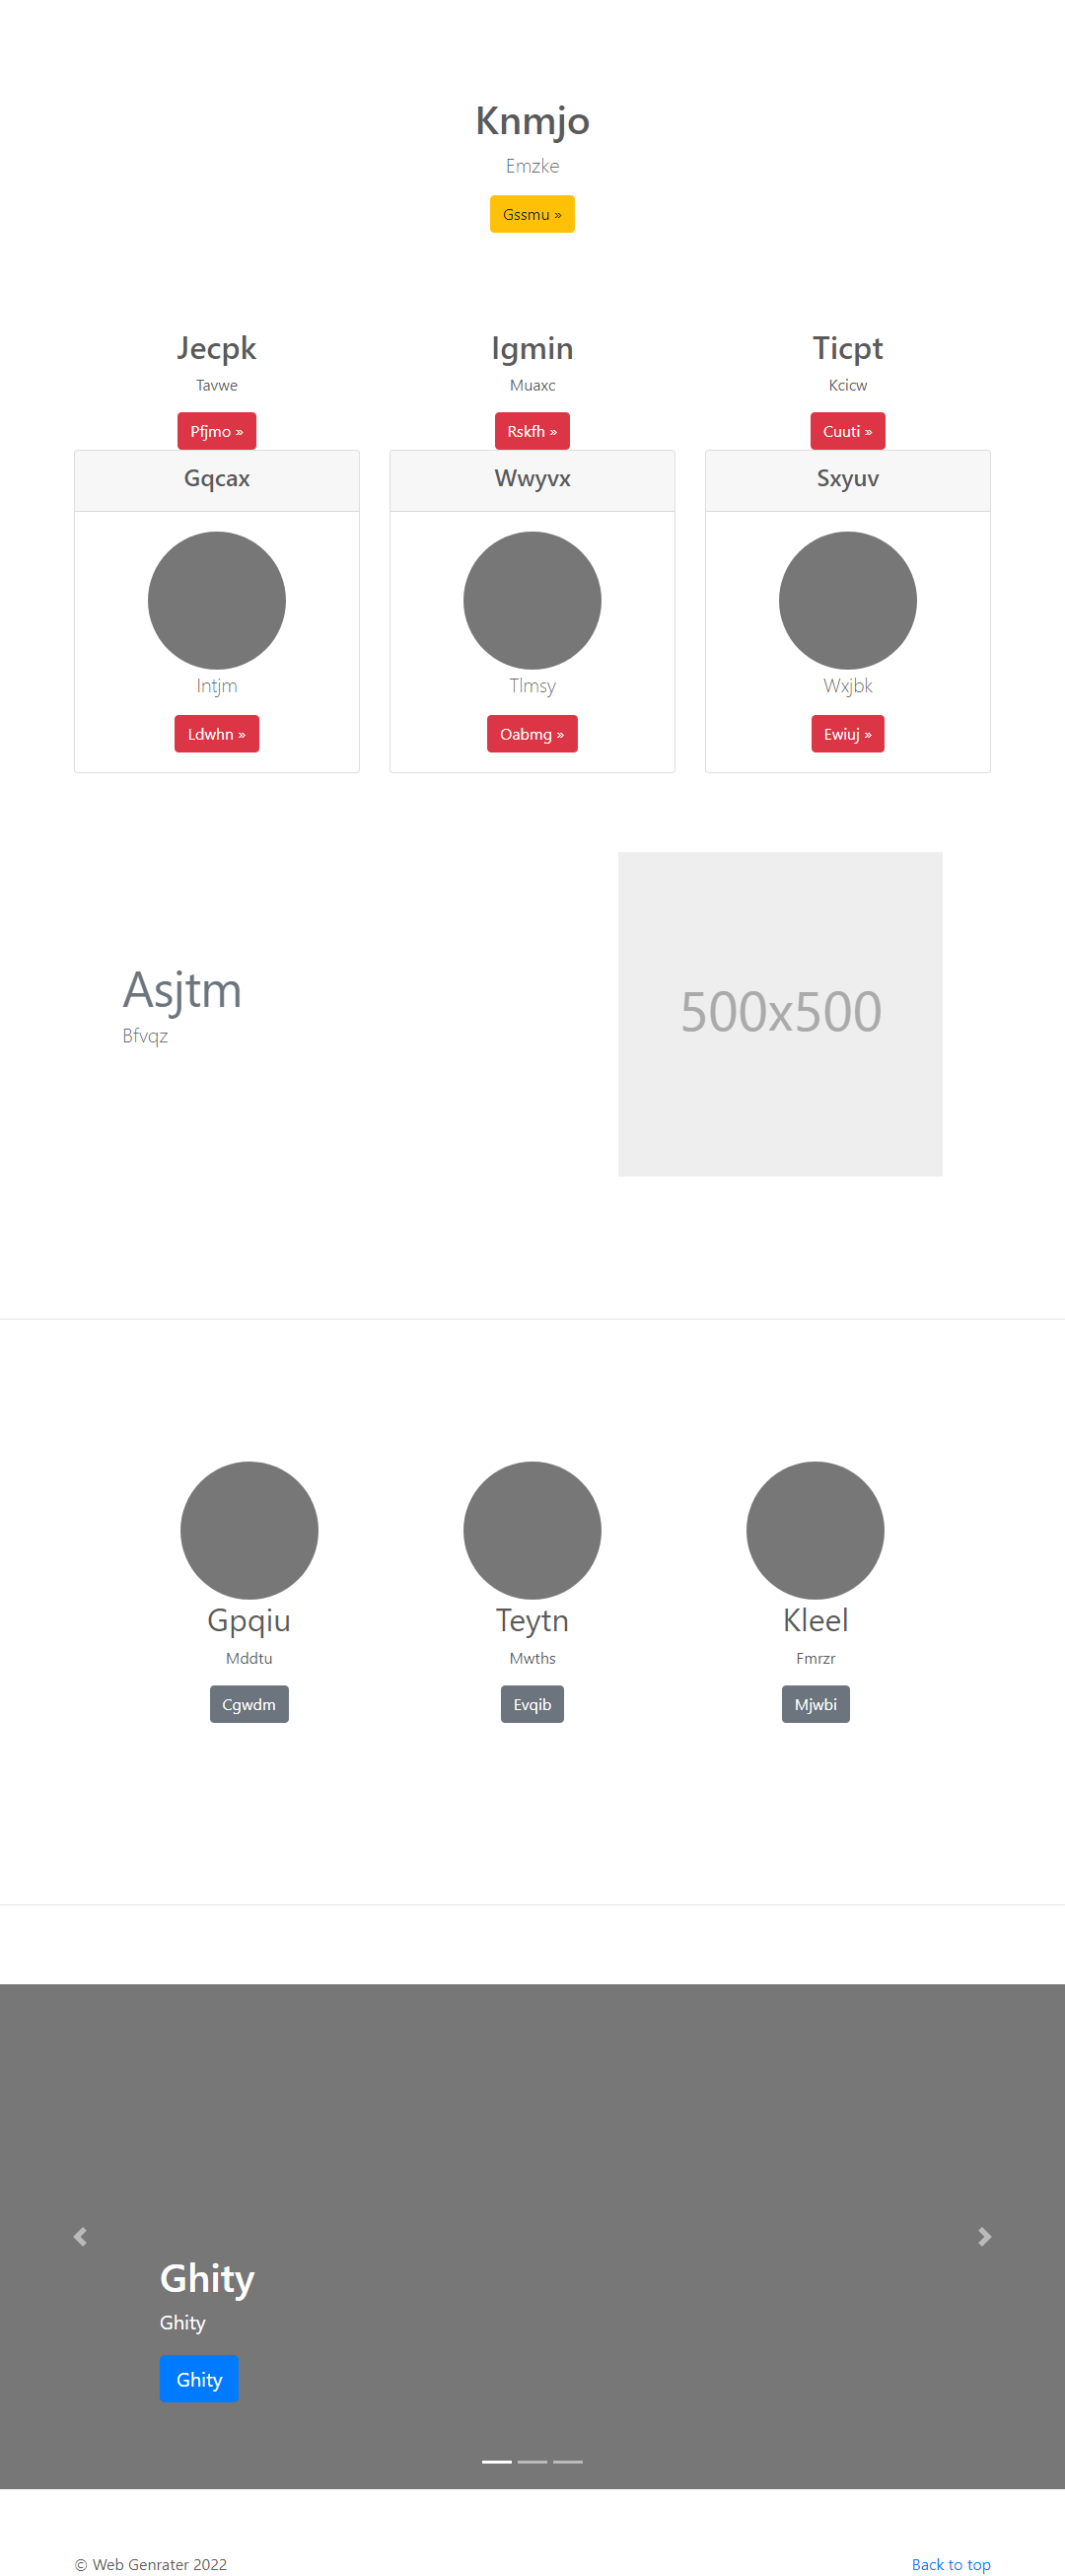 Knmjo
Emzke
Gssmu »
Jecpk
Tavwe
Pfjmo »
Igmin
Muaxc
Rskfh »
Ticpt
Kcicw
Cuuti »
Gqcax
Intjm
Ldwhn »
Wwyvx
Tlmsy
Oabmg »
Sxyuv
Wxjbk
Ewiuj »
Asjtm
Bfvqz
500x500
Gpqiu
Mddtu
Cgwdm
Teytn
Mwths
Evqib
Kleel
Fmrzr
Mjwbi
Ghity
Ghity
Ghity
© Web Genrater 2022
Back to top